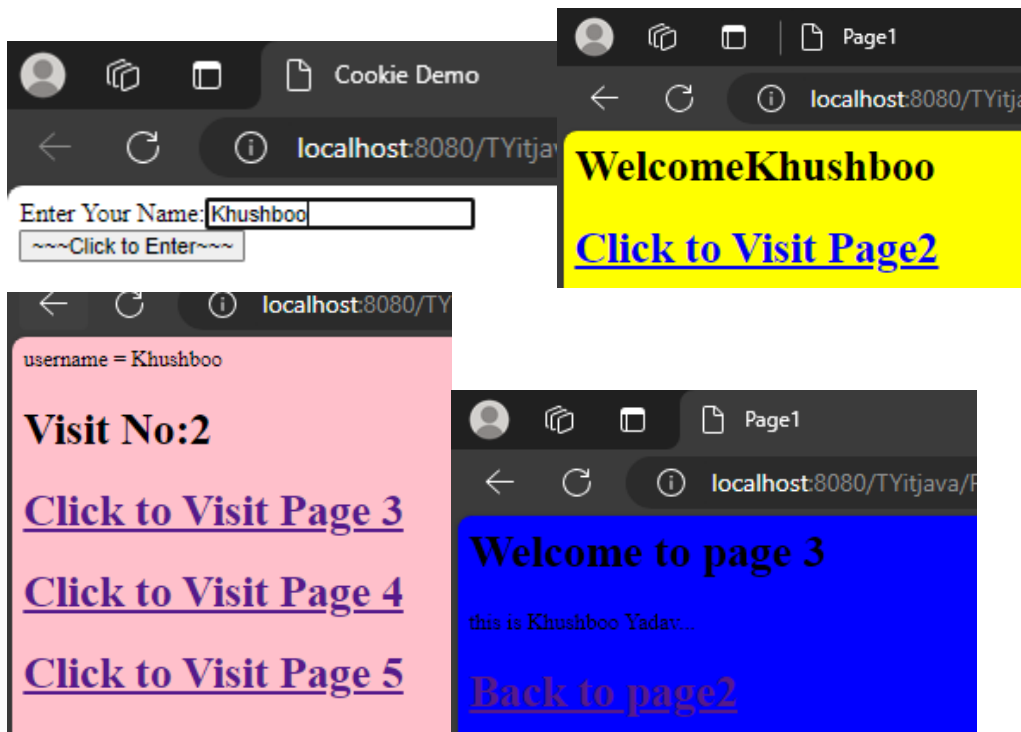 Cookie Demo
localhost:8080/TYitjav
Enter Your Name:Khushboo
~~~Click to Enter~~~
Page1
localhost:8080/TYitja
WelcomeKhushboo
Click to Visit Page2
localhost:8080/TY
username = Khushboo
Visit No:2
Click to Visit Page 3
Click to Visit Page 4
Click to Visit Page 5
Page1
localhost:8080/TYitjava/F
Welcome to page 3
this is Khushboo Yadav...
Back to page2